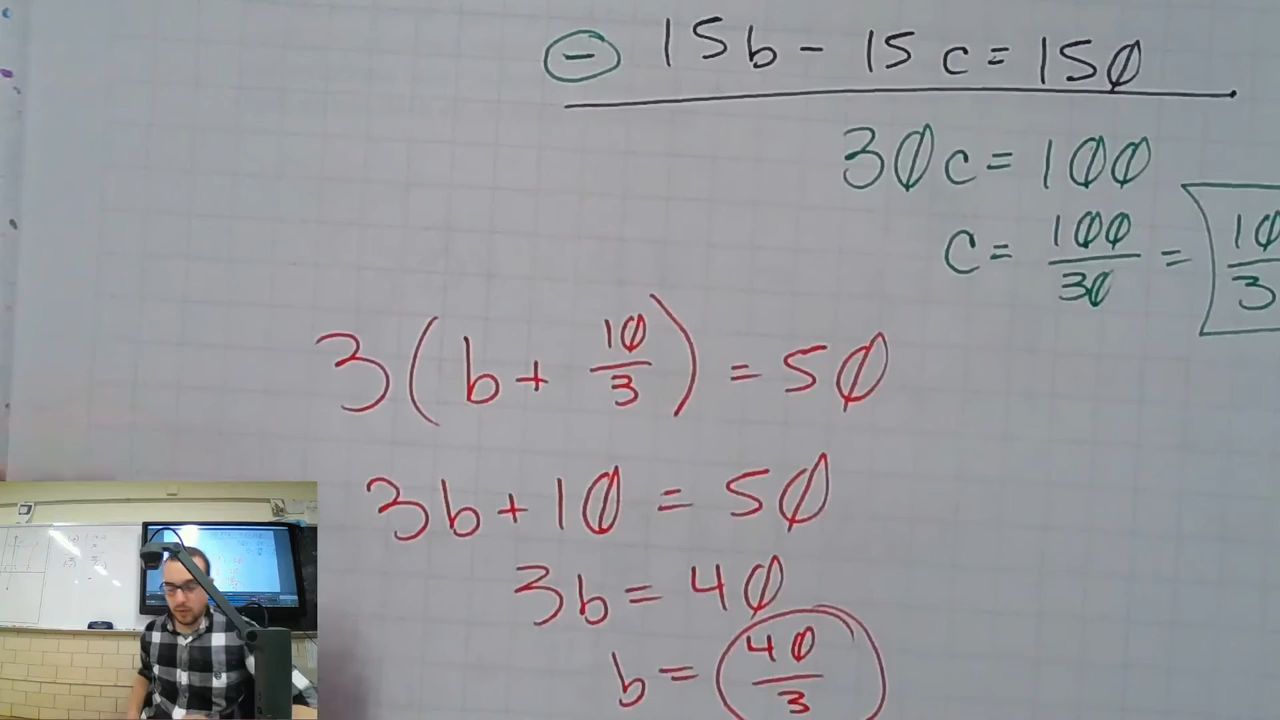 - 15b - 15c = 150
30c = 100
c = 100/30 = 10/3
3(b + 10/3) = 50
3b + 10 = 50
3b = 40
b = 40/3